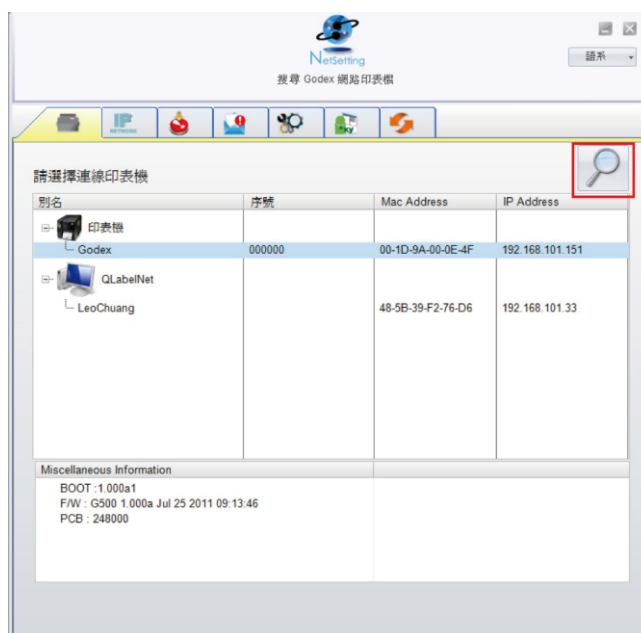 NetSetting
搜尋 Godex 網路印表機
語系
IP
NETWORK
請選擇連線印表機
別名 序號 Mac Address IP Address
印表機
Godex 000000 00-1D-9A-00-0E-4F 192.168.101.151
QLabelNet
LeoChuang 48-5B-39-F2-76-D6 192.168.101.33
Miscellaneous Information
BOOT :1.000a1
F/W : G500 1.000a Jul 25 2011 09:13:46
PCB : 248000